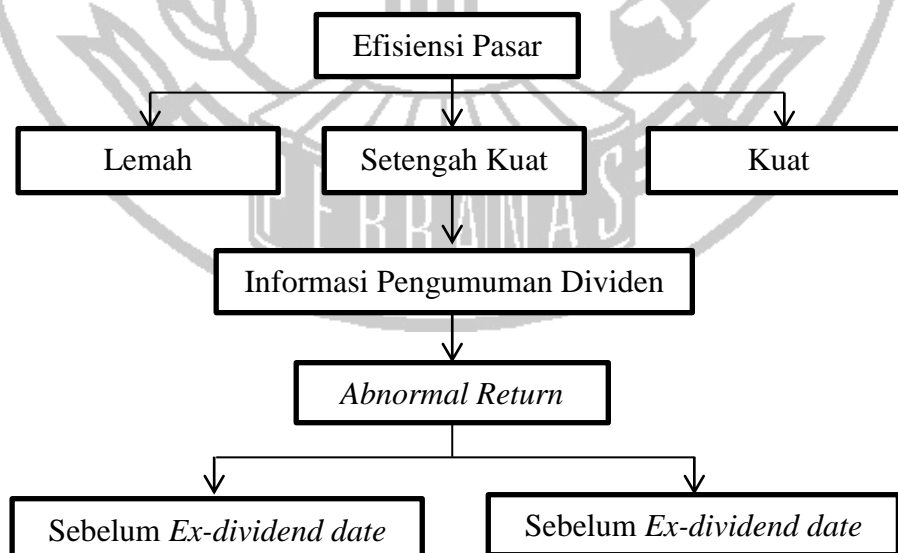 Efisiensi Pasar
Lemah
Setengah Kuat
Kuat
PERBANAS
Informasi Pengumuman Dividen
Abnormal Return
Sebelum Ex-dividend date
Sebelum Ex-dividend date